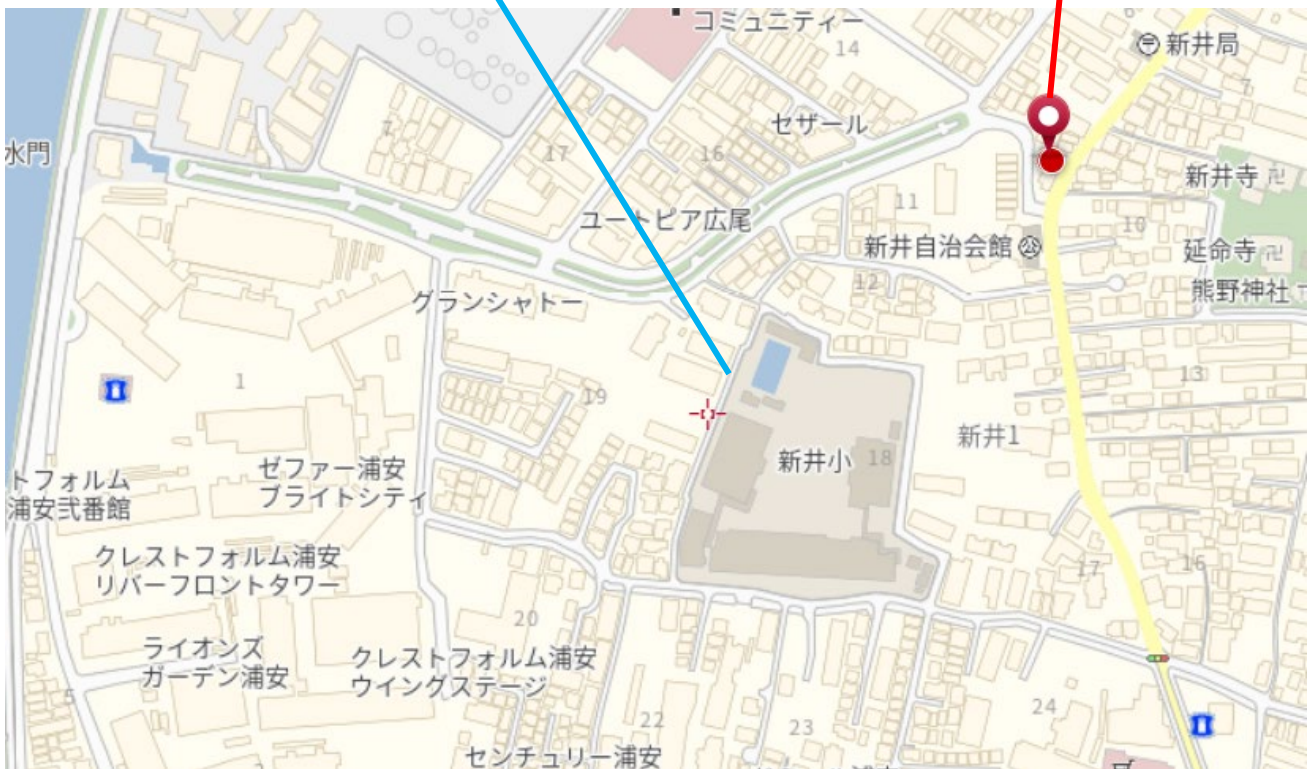 コミュニティー
14
6
新井局
7
水門
7
セザール
17
16
新井寺
11
ユートピア広尾
10
新井自治会館
公
延命寺
12
熊野神社
グランシャトー
1
19
13
新井1
新井小
18
トフォルム
浦安弐番館
ゼファー浦安
ブライトシティ
クレストフォルム浦安
リバーフロントタワー
17
16
20
ライオンズ
ガーデン浦安
クレストフォルム浦安
ウイングステージ
5
22
23
24
センチュリー浦安